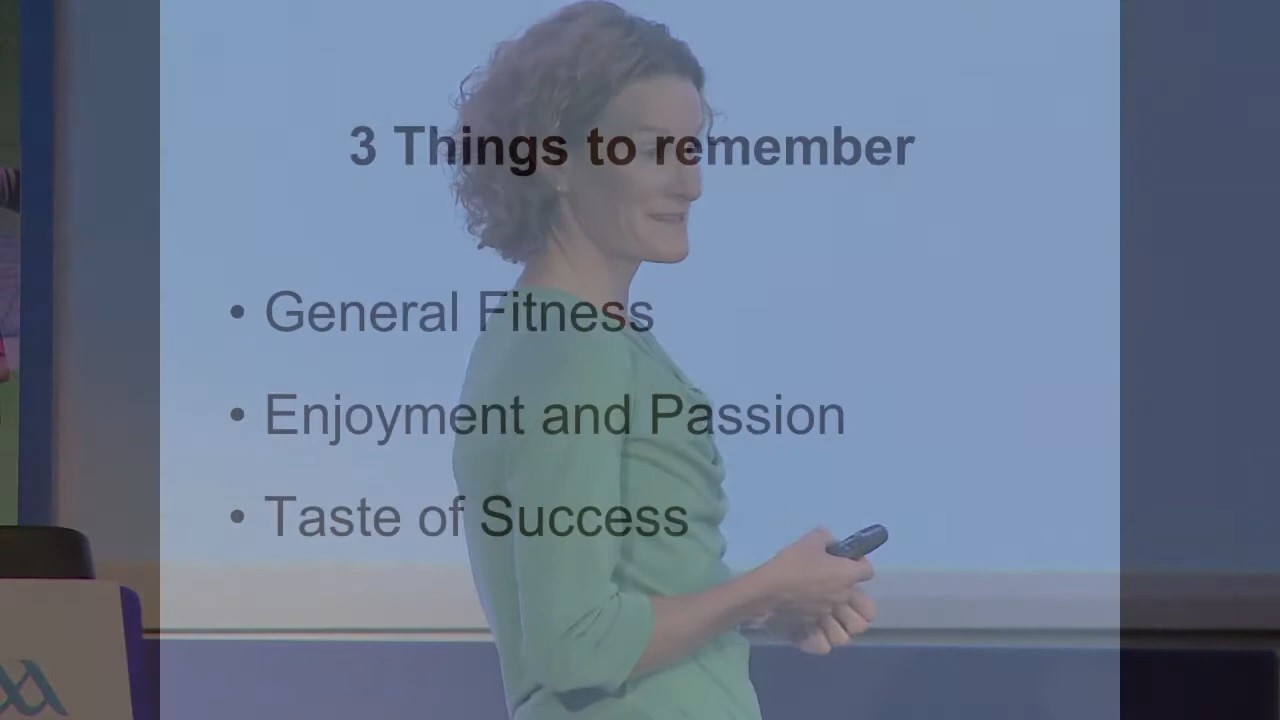 3 Things to remember
• General Fitness
• Enjoyment and Passion
• Taste of Success